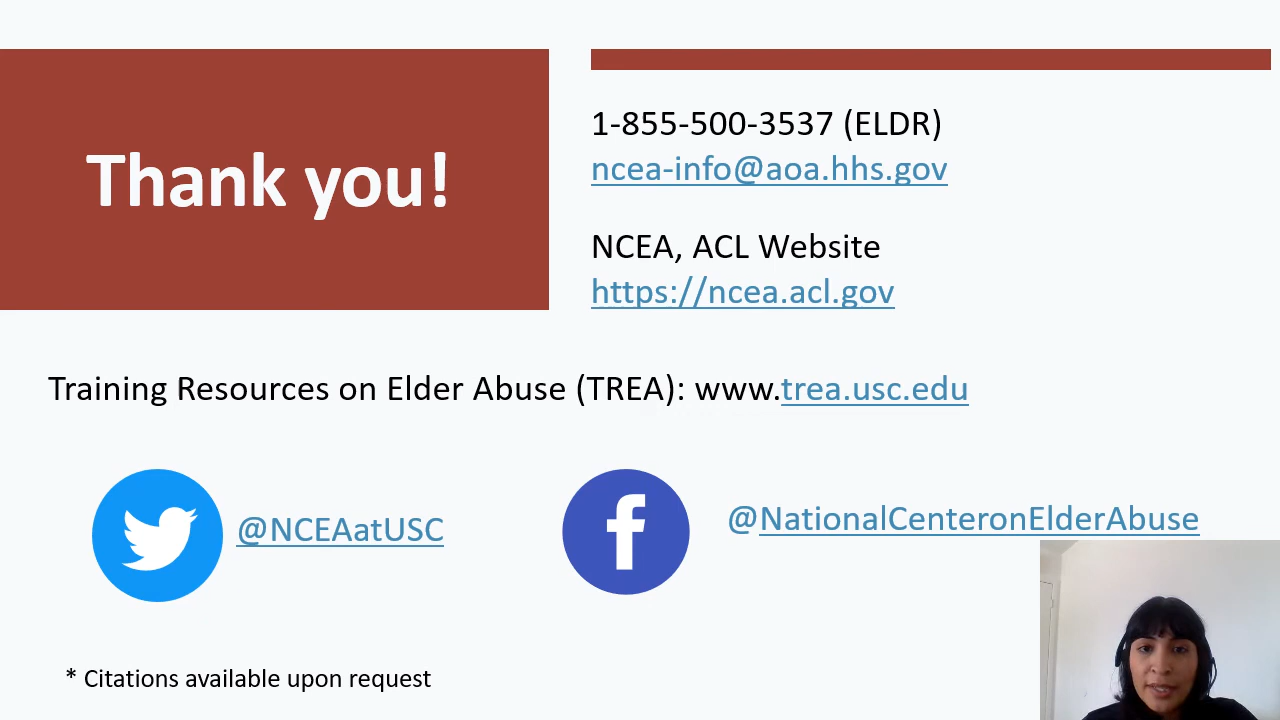 Thank you!
1-855-500-3537 (ELDR)
ncea-info@aoa.hhs.gov
NCEA, ACL Website
https://ncea.acl.gov
Training Resources on Elder Abuse (TREA): www.trea.usc.edu
@NCEAatUSC
@NationalCenteronElderAbuse
* Citations available upon request